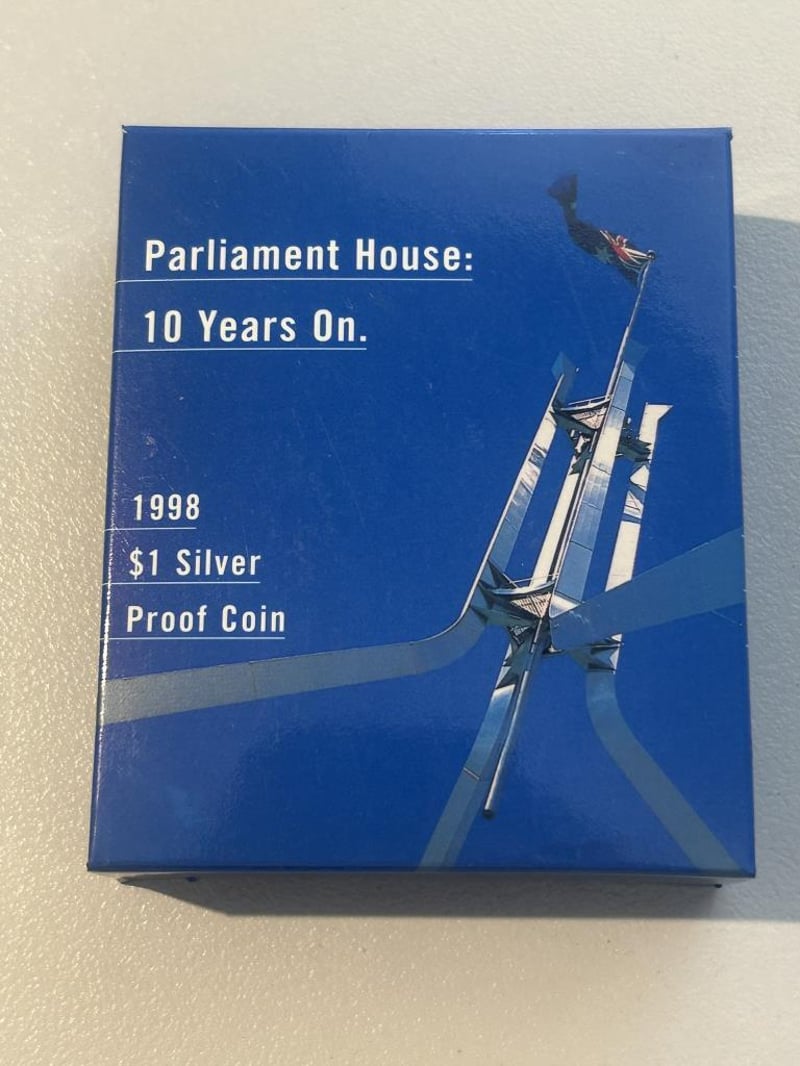 Parliament House:
10 Years On.
1998
$1 Silver
Proof Coin